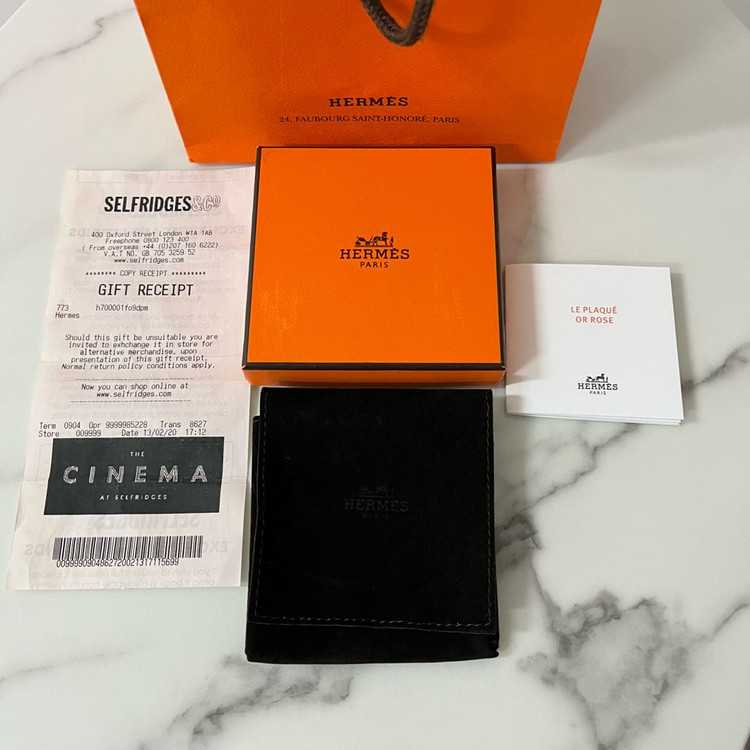 HERMÈS
24, FAUBOURG SAINT-HONORÉ, PARIS
SELFRIDGES&Cº
400 Oxford Street London W1A 1AB
Freephone 0800 123 400
( From overseas +44 (0)207 160 6222)
V.A.T NO. GB 705 3259 52
www.selfridges.com
******** COPY RECEIPT *********
GIFT RECEIPT
773 h700001fo9dpm
Hermes
Should this gift be unsuitable you are
invited to exhchange it in store for
alternative merchandise, upon
presentation of this gift receipt.
Normal return policy conditions apply.
Now you can shop online at
www.selfridges.com
Term 0904 Opr 9999985228 Trans 8627
Store 009999 Date 13/02/20 17:12
THE
CINEMA
AT SELFRIDGES
0099990904862720021317115699
HERMÈS
PARIS
LE PLAQUÉ
OR ROSE
HERMÈS
PARIS
HERMÈS
PARIS